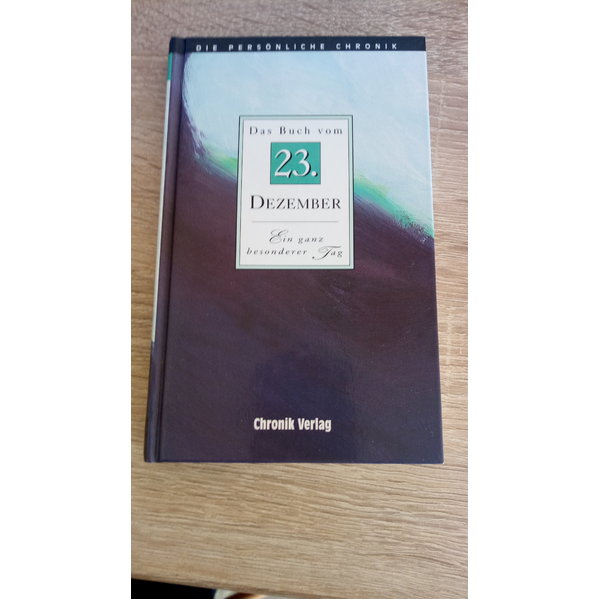 DIE PERSÖNLICHE CHRONIK
Das Buch vom
23.
DEZEMBER
Ein ganz
besonderer Tag
Chronik Verlag